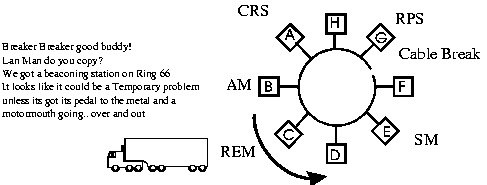 CRS
H
RPS
A
G
Breaker Breaker good buddy!
Cable Break
Lan Man do you copy?
We got a beaconing station on Ring 66
AM
B
F
It looks like it could be a Temporary problem
unless its got its pedal to the metal and a
motormouth going.. over and out
C
E
SM
D
REM